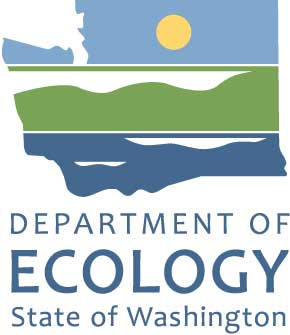 DEPARTMENT OF
ECOLOGY
State of Washington